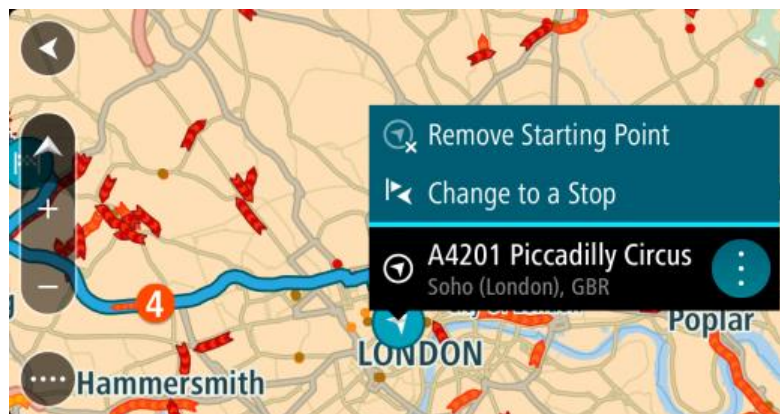 Remove Starting Point
Change to a Stop
A4201 Piccadilly Circus
Soho (London), GBR
4
Poplar
LONDON
Hammersmith